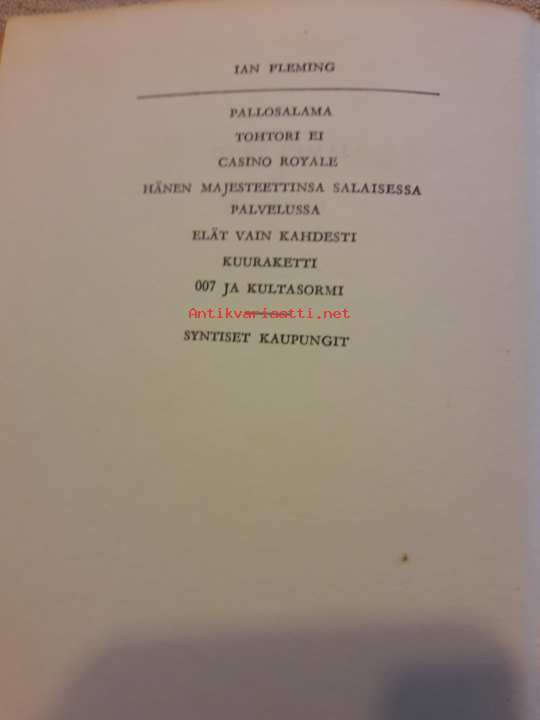 IAN FLEMING
PALLOSALAMA
TOHTORI EI
CASINO ROYALE
HÄNEN MAJESTEETTINSA SALAISESSA
PALVELUSSA
ELÄT VAIN KAHDESTI
KUURAKETTI
007 JA KULTASORMI
Antikvariaatti.net
SYNTISET KAUPUNGIT